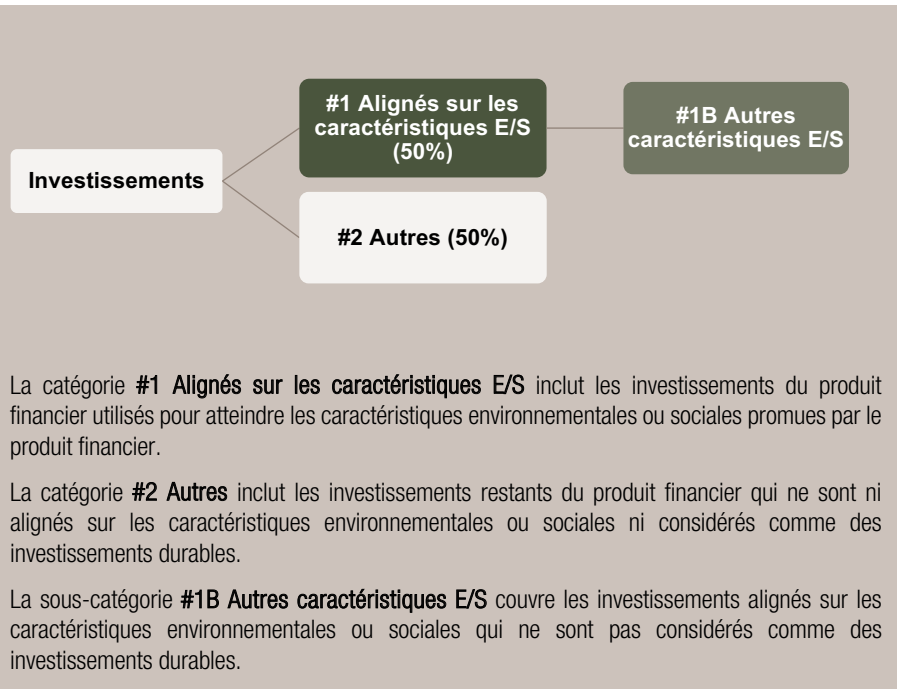 #1 Alignés sur les
caractéristiques E/S
(50%)
#1B Autres
caractéristiques E/S
Investissements
#2 Autres (50%)
La catégorie #1 Alignés sur les caractéristiques E/S inclut les investissements du produit
financier utilisés pour atteindre les caractéristiques environnementales ou sociales promues par le
produit financier.
La catégorie #2 Autres inclut les investissements restants du produit financier qui ne sont ni
alignés sur les caractéristiques environnementales ou sociales ni considérés comme des
investissements durables.
La sous-catégorie #1B Autres caractéristiques E/S couvre les investissements alignés sur les
caractéristiques environnementales ou sociales qui ne sont pas considérés comme des
investissements durables.